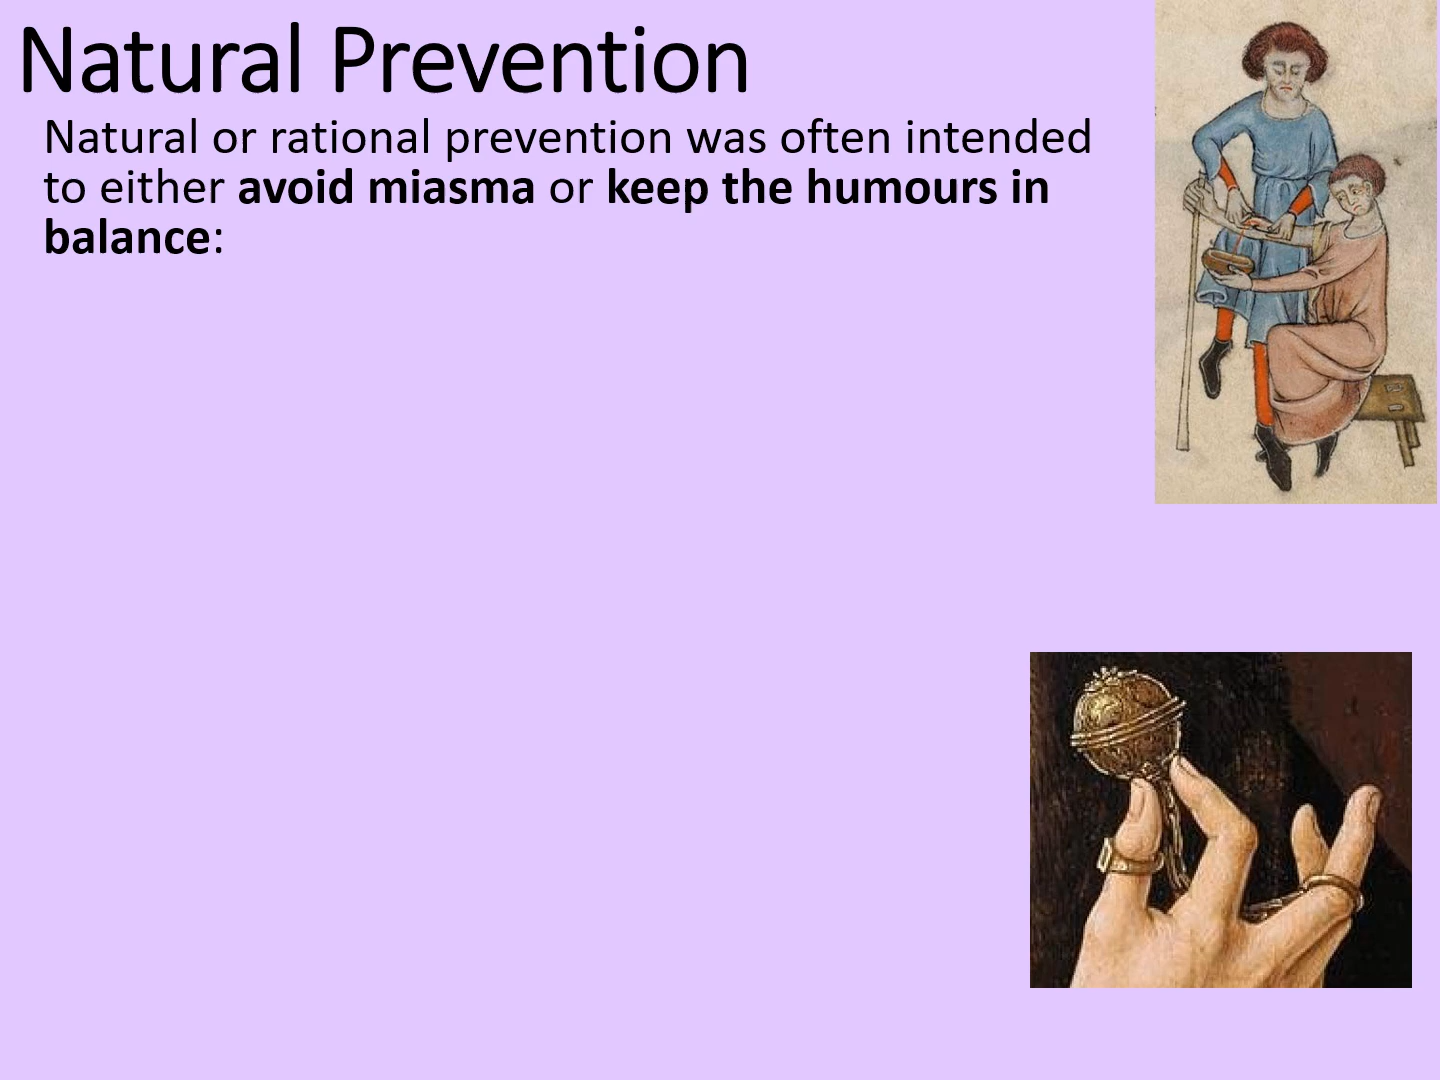 Natural Prevention
Natural or rational prevention was often intended
to either avoid miasma or keep the humours in
balance: